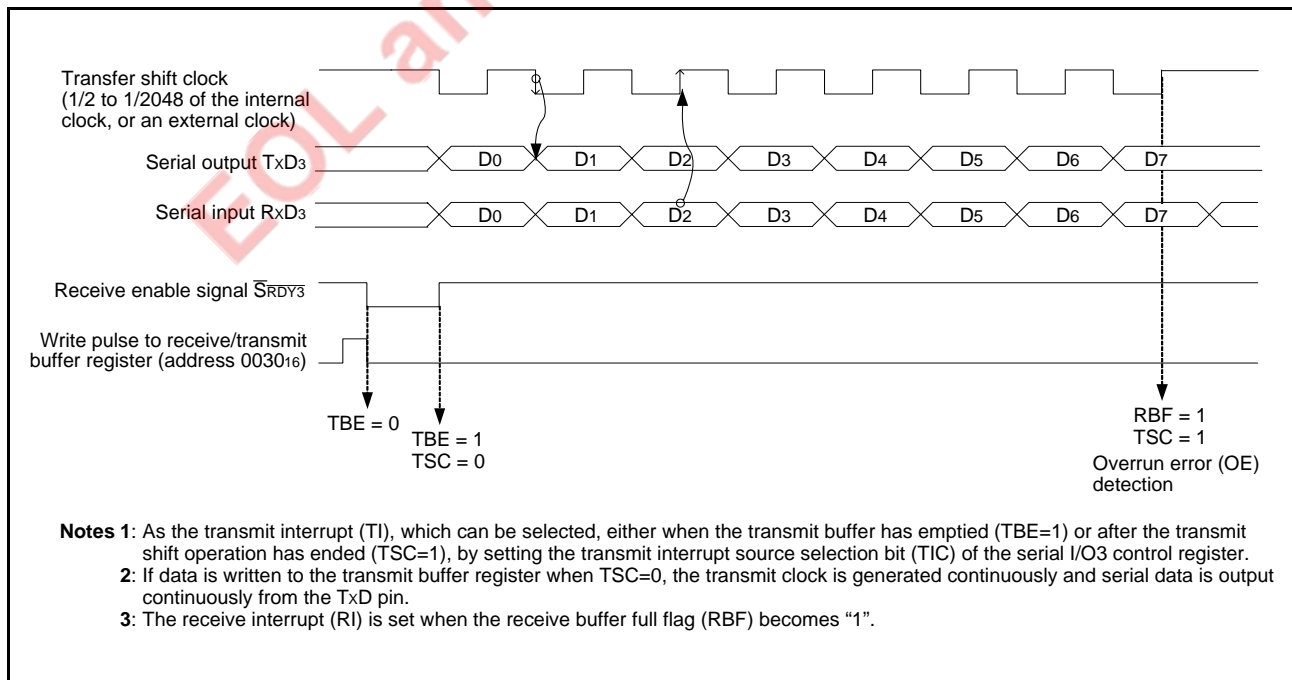 EOL an
Transfer shift clock
(1/2 to 1/2048 of the internal
clock, or an external clock)
Serial output TxD3
D0 D1 D2 D3 D4 D5 D6 D7
Serial input RxD3
D0 D1 D2 D3 D4 D5 D6 D7
Receive enable signal S̅R̅D̅Y̅3̅
Write pulse to receive/transmit
buffer register (address 003016)
TBE = 0
TBE = 1
TSC = 0
RBF = 1
TSC = 1
Overrun error (OE)
detection
Notes 1: As the transmit interrupt (TI), which can be selected, either when the transmit buffer has emptied (TBE=1) or after the transmit
shift operation has ended (TSC=1), by setting the transmit interrupt source selection bit (TIC) of the serial I/O3 control register.
2: If data is written to the transmit buffer register when TSC=0, the transmit clock is generated continuously and serial data is output
continuously from the TxD pin.
3: The receive interrupt (RI) is set when the receive buffer full flag (RBF) becomes “1”.